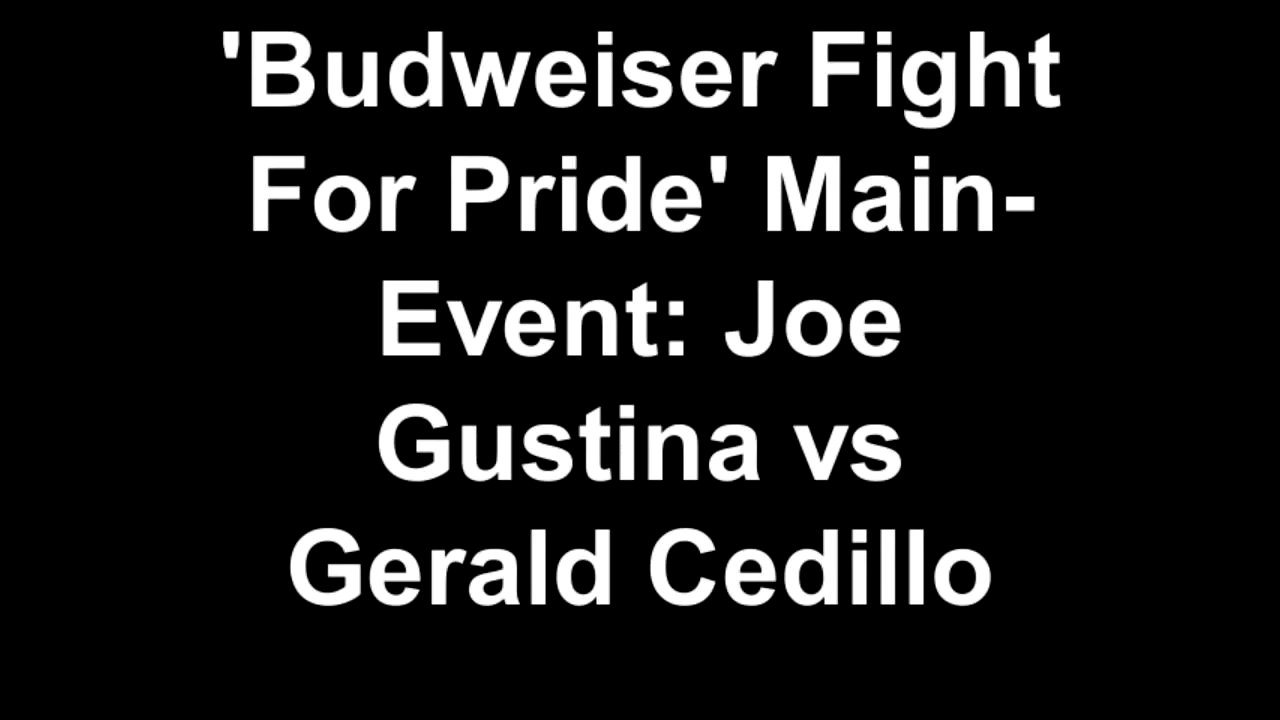 'Budweiser Fight
For Pride' Main-
Event: Joe
Gustina vs
Gerald Cedillo